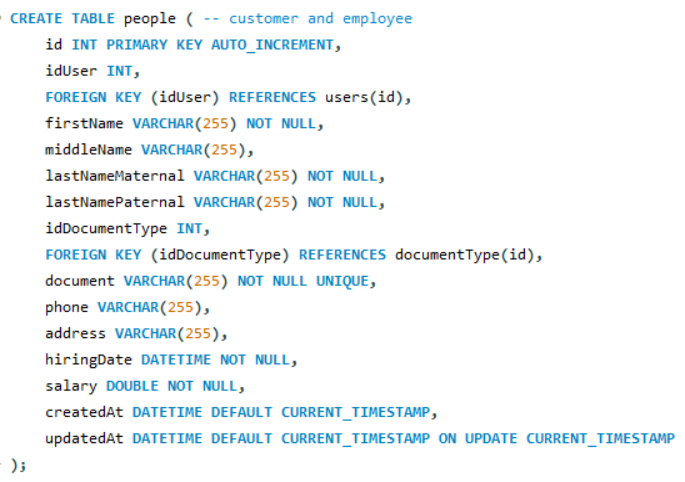 CREATE TABLE people ( -- customer and employee
id INT PRIMARY KEY AUTO_INCREMENT,
idUser INT,
FOREIGN KEY (idUser) REFERENCES users(id),
firstName VARCHAR(255) NOT NULL,
middleName VARCHAR(255),
lastNameMaternal VARCHAR(255) NOT NULL,
lastNamePaternal VARCHAR(255) NOT NULL,
idDocumentType INT,
FOREIGN KEY (idDocumentType) REFERENCES documentType(id),
document VARCHAR(255) NOT NULL UNIQUE,
phone VARCHAR(255),
address VARCHAR(255),
hiringDate DATETIME NOT NULL,
salary DOUBLE NOT NULL,
createdAt DATETIME DEFAULT CURRENT_TIMESTAMP,
updatedAt DATETIME DEFAULT CURRENT_TIMESTAMP ON UPDATE CURRENT_TIMESTAMP
);